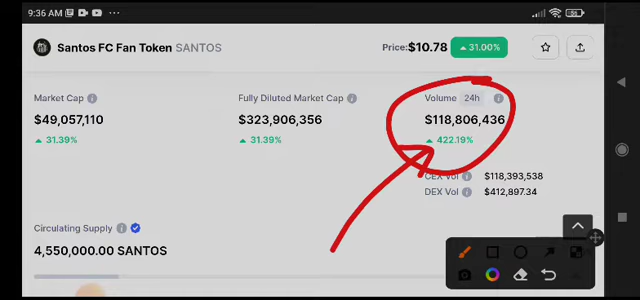 9:36 AM
Santos FC Fan Token SANTOS
Price: $10.78 31.00%
Market Cap
$49,057,110
31.39%
Fully Diluted Market Cap
$323,906,356
31.39%
Volume 24h
$118,806,436
422.19%
CEX Vol $118,393,538
DEX Vol $412,897.34
Circulating Supply
4,550,000.00 SANTOS